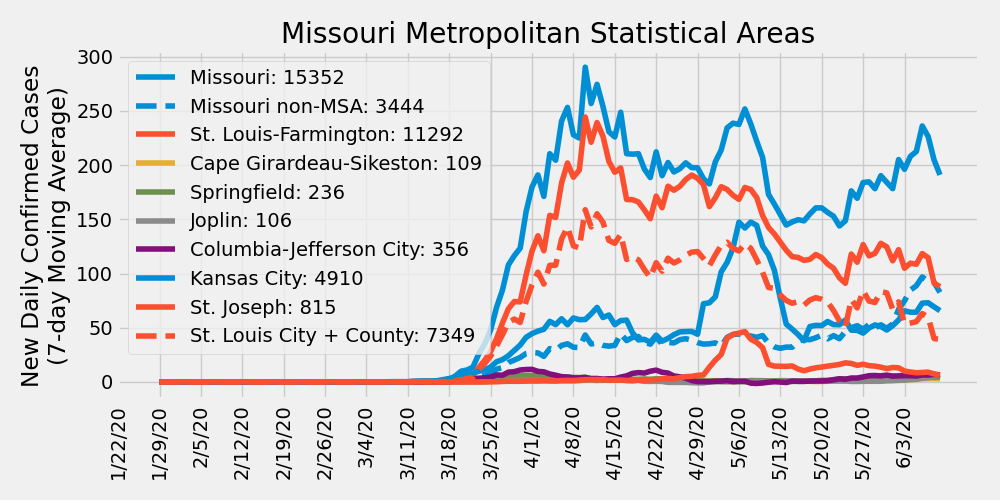 Missouri Metropolitan Statistical Areas
New Daily Confirmed Cases
(7-day Moving Average)
300
250
200
150
100
50
0
Missouri: 15352
Missouri non-MSA: 3444
St. Louis-Farmington: 11292
Cape Girardeau-Sikeston: 109
Springfield: 236
Joplin: 106
Columbia-Jefferson City: 356
Kansas City: 4910
St. Joseph: 815
St. Louis City + County: 7349
1/22/20
1/29/20
2/5/20
2/12/20
2/19/20
2/26/20
3/4/20
3/11/20
3/18/20
3/25/20
4/1/20
4/8/20
4/15/20
4/22/20
4/29/20
5/6/20
5/13/20
5/20/20
5/27/20
6/3/20